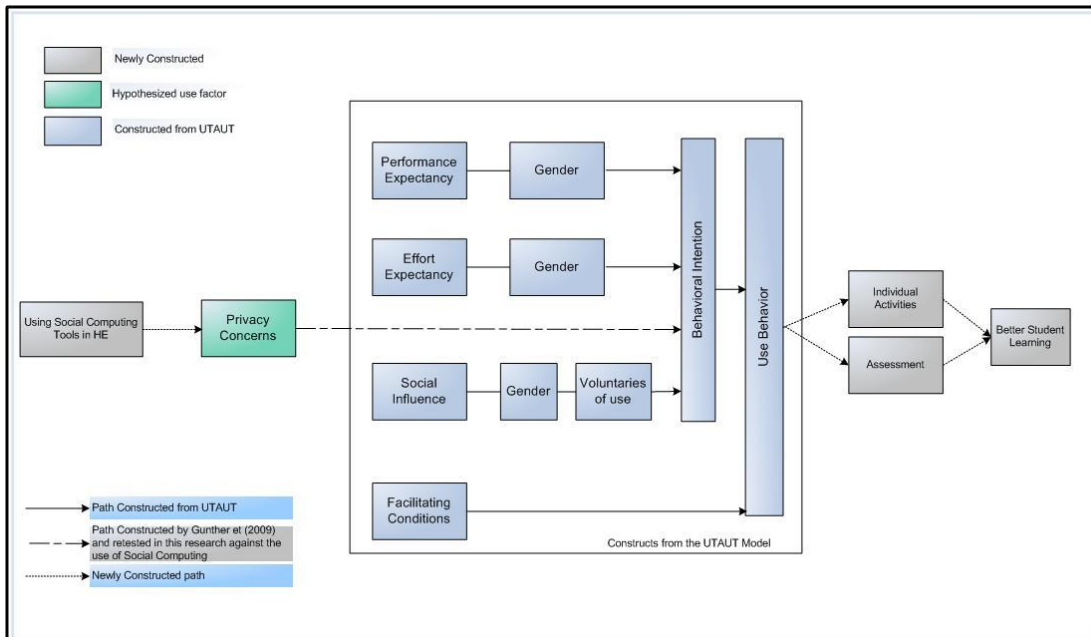 Newly Constructed
Hypothesized use factor
Constructed from UTAUT
Performance
Expectancy
Gender
Effort
Expectancy
Gender
Using Social Computing
Tools in HE
Privacy
Concerns
Social
Influence
Gender
Voluntaries
of use
Facilitating
Conditions
Behavioral Intention
Use Behavior
Individual
Activities
Assessment
Better Student
Learning
Constructs from the UTAUT Model
Path Constructed from UTAUT
Path Constructed by Gunther et (2009)
and retested in this research against the
use of Social Computing
Newly Constructed path